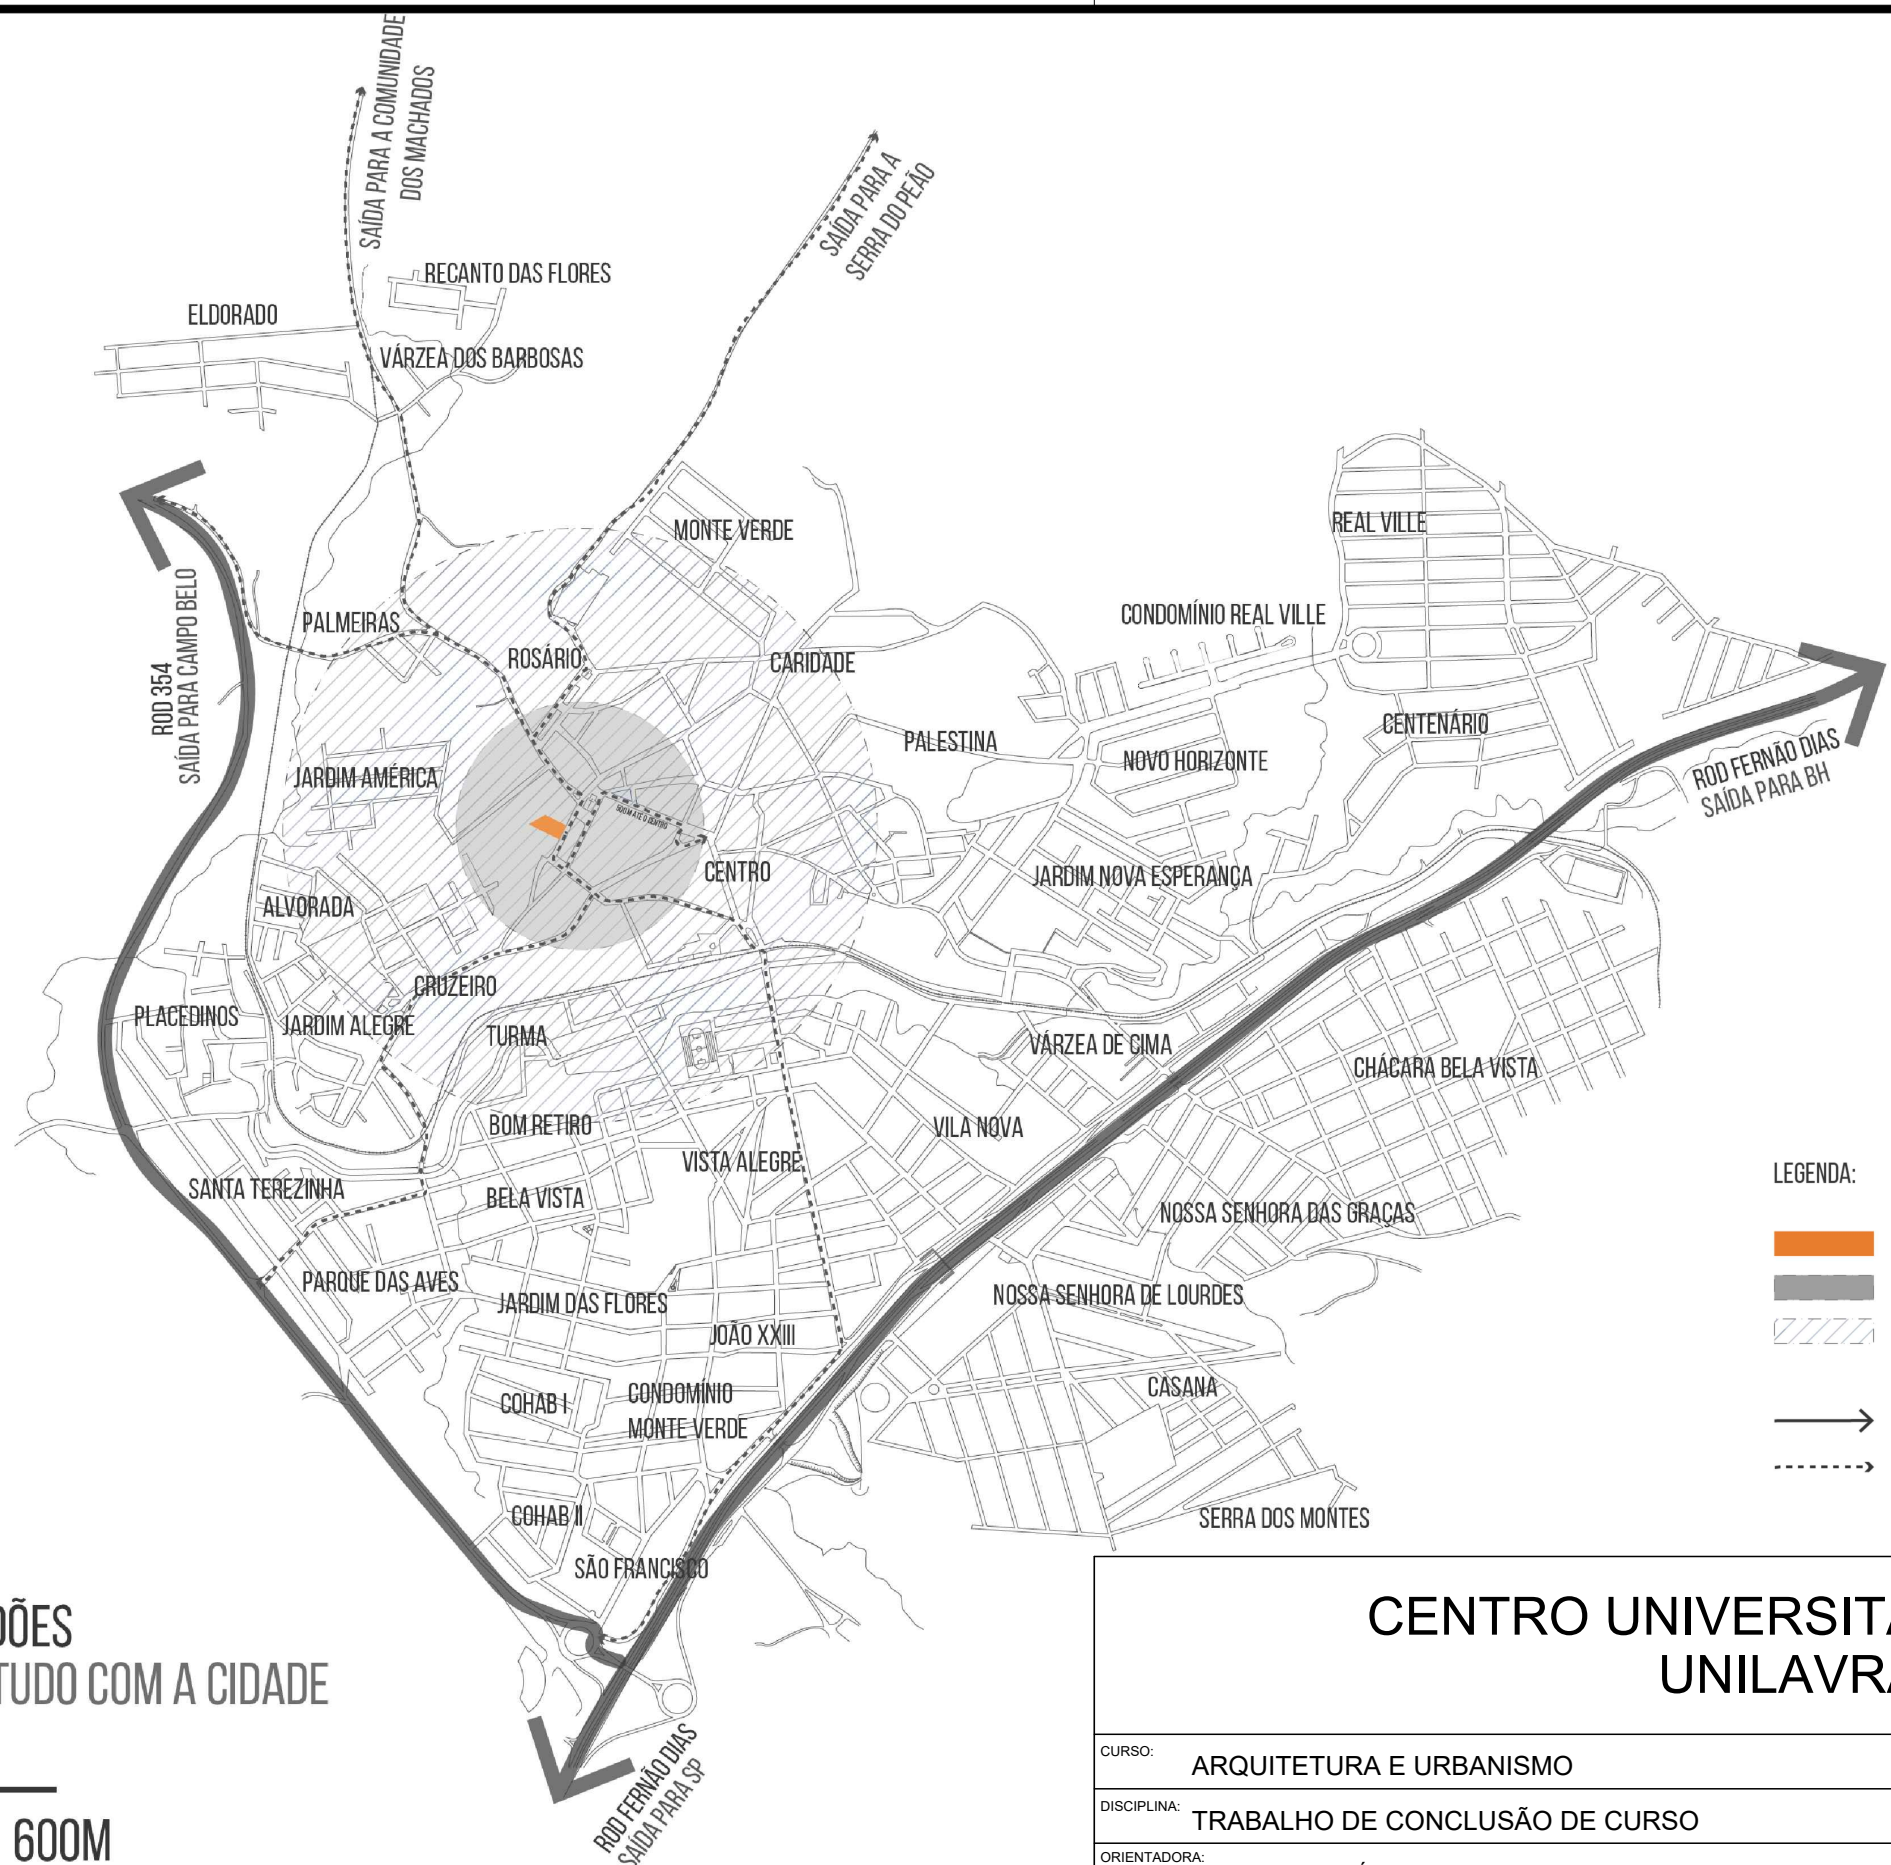 SAÍDA PARA A COMUNIDADE
DOS MACHADOS
SAÍDA PARA A
SERRA DO PEÃO
RECANTO DAS FLORES
ELDORADO
VÁRZEA DOS BARBOSAS
MONTE VERDE
REAL VILLE
ROD 354
SAÍDA PARA CAMPO BELO
PALMEIRAS
CONDOMÍNIO REAL VILLE
ROSÁRIO
CARIDADE
PALESTINA
CENTENÁRIO
NOVO HORIZONTE
JARDIM AMÉRICA
ROD FERNÃO DIAS
SAÍDA PARA BH
500M ATÉ O CENTRO
CENTRO
JARDIM NOVA ESPERANÇA
ALVORADA
CRUZEIRO
PLACEDINOS
JARDIM ALEGRE
TURMA
VÁRZEA DE CIMA
CHÁCARA BELA VISTA
BOM RETIRO
VILA NOVA
VISTA ALEGRE
LEGENDA:
SANTA TEREZINHA
BELA VISTA
NOSSA SENHORA DAS GRAÇAS
PARQUE DAS AVES
JARDIM DAS FLORES
NOSSA SENHORA DE LOURDES
JOÃO XXIII
COHAB I
CONDOMÍNIO
MONTE VERDE
CASANA
COHAB II
SERRA DOS MONTES
SÃO FRANCISCO
ROD FERNÃO DIAS
SAÍDA PARA SP
DÕES
TUDO COM A CIDADE
600M
CENTRO UNIVERSITÁ
UNILAVRA
CURSO: ARQUITETURA E URBANISMO
DISCIPLINA: TRABALHO DE CONCLUSÃO DE CURSO
ORIENTADORA: